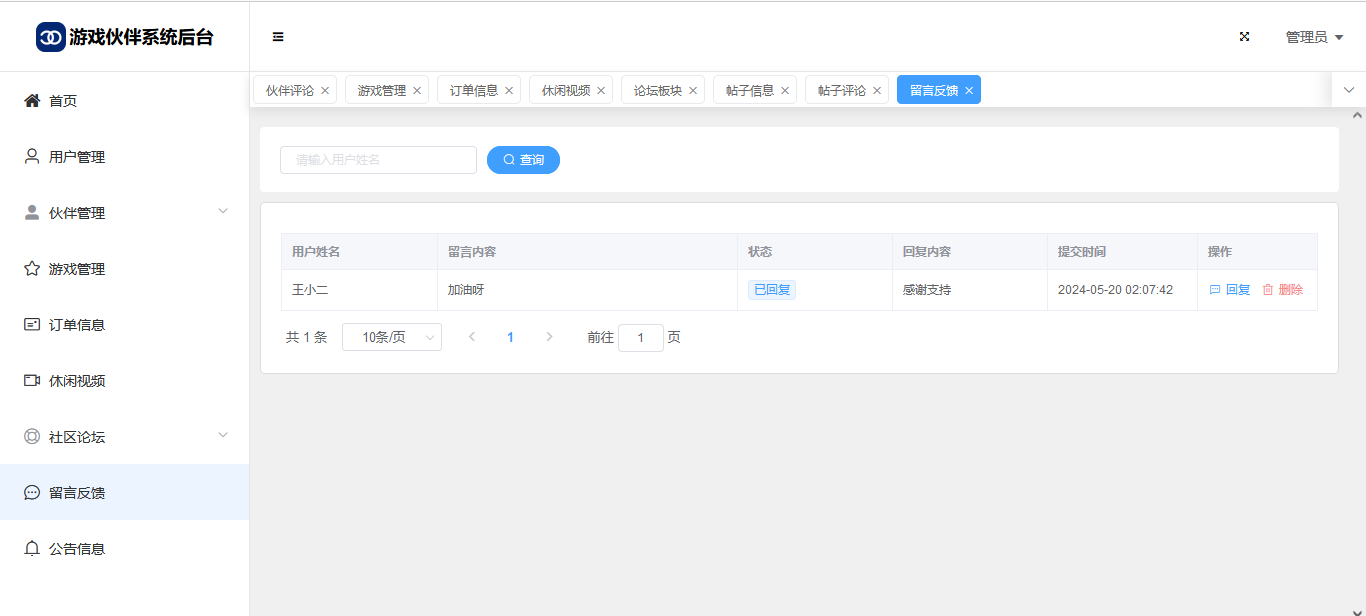 游戏伙伴系统后台
管理员
首页
用户管理
伙伴管理
游戏管理
订单信息
休闲视频
社区论坛
留言反馈
公告信息
伙伴评论 游戏管理 订单信息 休闲视频 论坛板块 帖子信息 帖子评论 留言反馈
请输入用户姓名 查询
用户姓名 留言内容 状态 回复内容 提交时间 操作
王小二 加油呀 已回复 感谢支持 2024-05-20 02:07:42 回复 删除
共 1 条 10条/页 1 前往 1 页